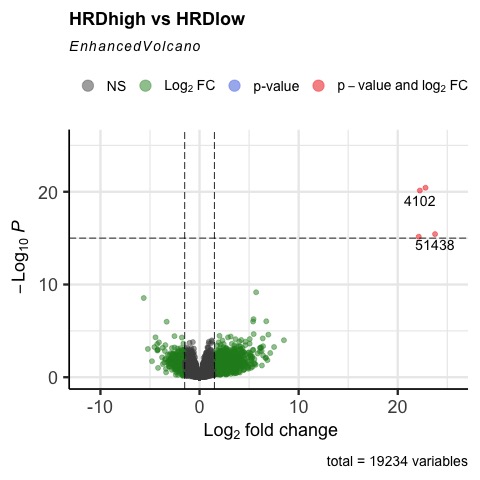 HRDhigh vs HRDlow
EnhancedVolcano
NS Log₂ FC p-value p – value and log₂ FC
20
10
0
– Log₁₀ P
4102
51438
-10 0 10 20
Log₂ fold change
total = 19234 variables